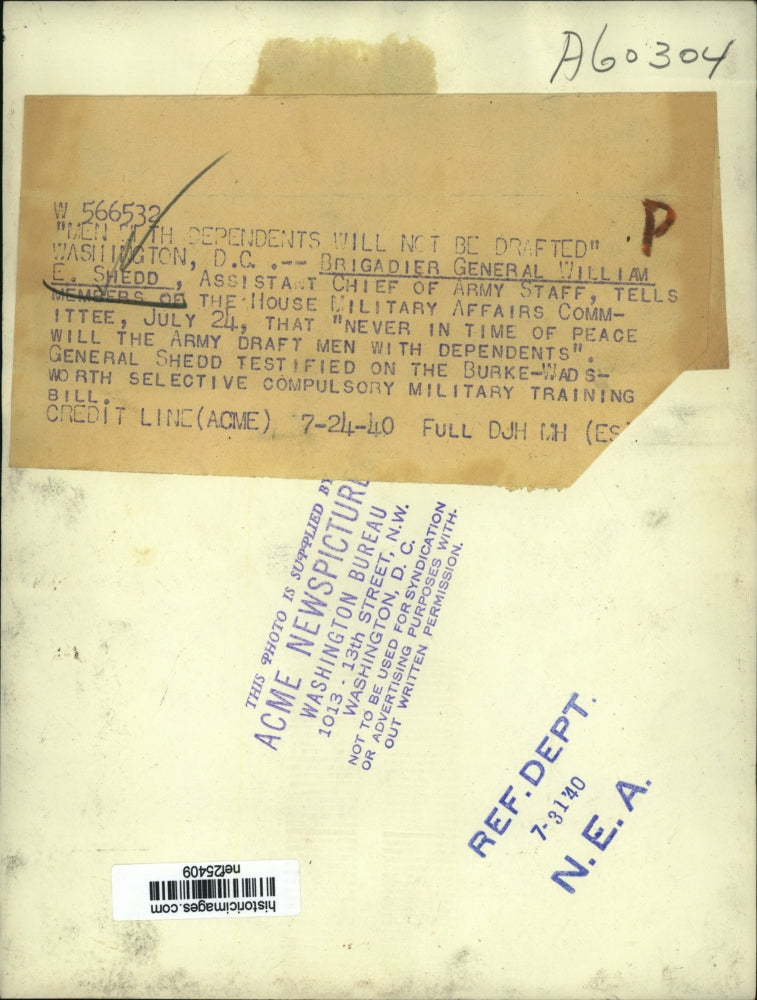 A60304
W 566532
"MEN WITH DEPENDENTS WILL NOT BE DRAFTED"
P
WASHINGTON, D.C. .-- BRIGADIER GENERAL WILLIAM
E. SHEDD, ASSISTANT CHIEF OF ARMY STAFF, TELLS
MEMBERS OF THE HOUSE MILITARY AFFAIRS COMM-
ITTEE, JULY 24, THAT "NEVER IN TIME OF PEACE
WILL THE ARMY DRAFT MEN WITH DEPENDENTS".
GENERAL SHEDD TESTIFIED ON THE BURKE-WADS-
WORTH SELECTIVE COMPULSORY MILITARY TRAINING
BILL.
CREDIT LINE(ACME) 7-24-40 FULL DJH MH (ES
THIS PHOTO IS SUPPLIED BY
ACME NEWSPICTURE
WASHINGTON BUREAU
1013 - 13th STREET, N.W.
WASHINGTON, D. C.
NOT TO BE USED FOR SYNDICATION
OR ADVERTISING PURPOSES WITH-
OUT WRITTEN PERMISSION.
REF. DEPT.
7-31'40
N. E. A.
historicimages.com
nef25409